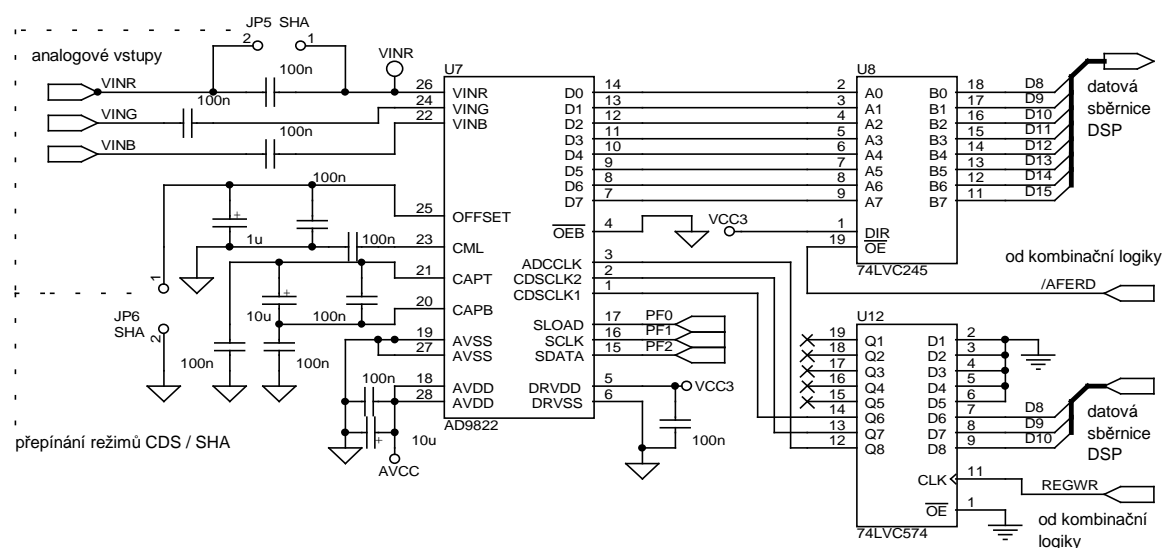 JP5 SHA
2 1
analogové vstupy
VINR
VINR
100n
100n
VING
100n
VINB
U7
26 VINR
24 VING
22 VINB
25 OFFSET
23 CML
21 CAPT
20 CAPB
19 AVSS
27 AVSS
18 AVDD
28 AVDD
D0 14
D1 13
D2 12
D3 11
D4 10
D5 9
D6 8
D7 7
OEB 4
ADCCLK 3
CDSCLK2 2
CDSCLK1 1
SLOAD 17 PF0
SCLK 16 PF1
SDATA 15 PF2
DRVDD 5 VCC3
DRVSS 6
100n
AD9822
100n
+
1u
100n
+
10u
100n
100n
100n
100n
+
10u
AVCC
1
JP6
SHA
2
přepínání režimů CDS / SHA
U8
2 A0 B0 18 D8
3 A1 B1 17 D9
4 A2 B2 16 D10
5 A3 B3 15 D11
6 A4 B4 14 D12
7 A5 B5 13 D13
8 A6 B6 12 D14
9 A7 B7 11 D15
VCC3 1 DIR
19 OE
74LVC245
datová
sběrnice
DSP
od kombinační logiky
/AFERD
U12
19 Q1 D1 2
18 Q2 D2 3
17 Q3 D3 4
16 Q4 D4 5
15 Q5 D5 6
14 Q6 D6 7 D8
13 Q7 D7 8 D9
12 Q8 D8 9 D10
CLK 11 REGWR
OE 1
74LVC574
datová
sběrnice
DSP
od kombinační
logiky